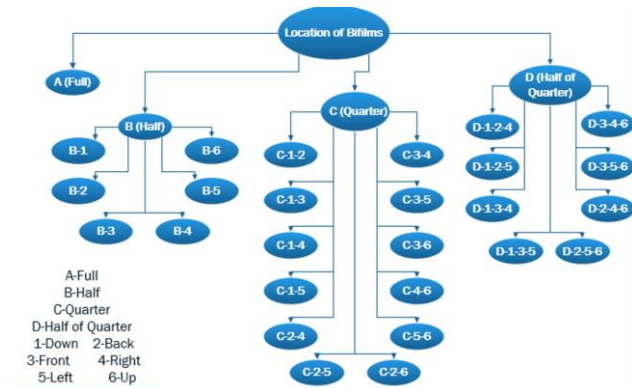 Location of Bifilms
A (Full)
B (Half)
B-1
B-6
B-2
B-5
B-3
B-4
C (Quarter)
C-1-2
C-3-4
C-1-3
C-3-5
C-1-4
C-3-6
C-1-5
C-4-6
C-2-4
C-5-6
C-2-5
C-2-6
D (Half of
Quarter)
D-1-2-4
D-3-4-6
D-1-2-5
D-3-5-6
D-1-3-4
D-2-4-6
D-1-3-5
D-2-5-6
A-Full
B-Half
C-Quarter
D-Half of Quarter
1-Down 2-Back
3-Front 4-Right
5-Left 6-Up